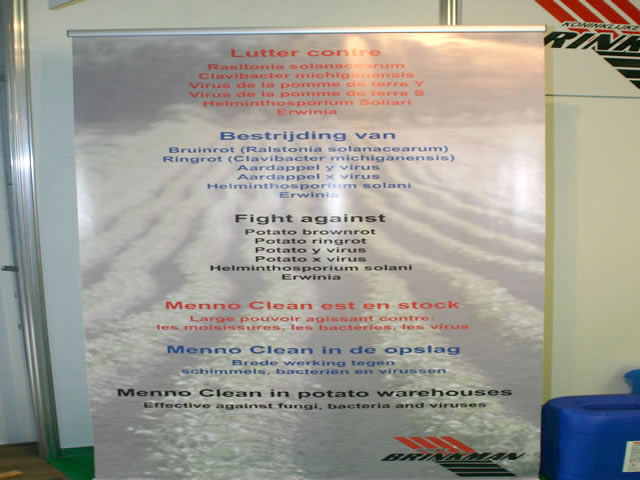 KONINKLIJKE
BRINKMAN
Lutter contre
Rasitonia solanacearum
Clavibacter michiganensis
Virus de la pomme de terre Y
Virus de la pomme de terre S
Helminthosporium Soliari
Erwinia
Bestrijding van
Bruinrot (Ralstonia solanacearum)
Ringrot (Clavibacter michiganensis)
Aardappel y virus
Aardappel x virus
Helminthosporium solani
Erwinia
Fight against
Potato brownrot
Potato ringrot
Potato y virus
Potato x virus
Helminthosporium solani
Erwinia
Menno Clean est en stock
Large pouvoir agissant contre:
les moisissures, les bacteries, les virus
Menno Clean in de opslag
Brede werking tegen
schimmels, bacteriën en virussen
Menno Clean in potato warehouses
Effective against fungi, bacteria and viruses
BRINKMAN